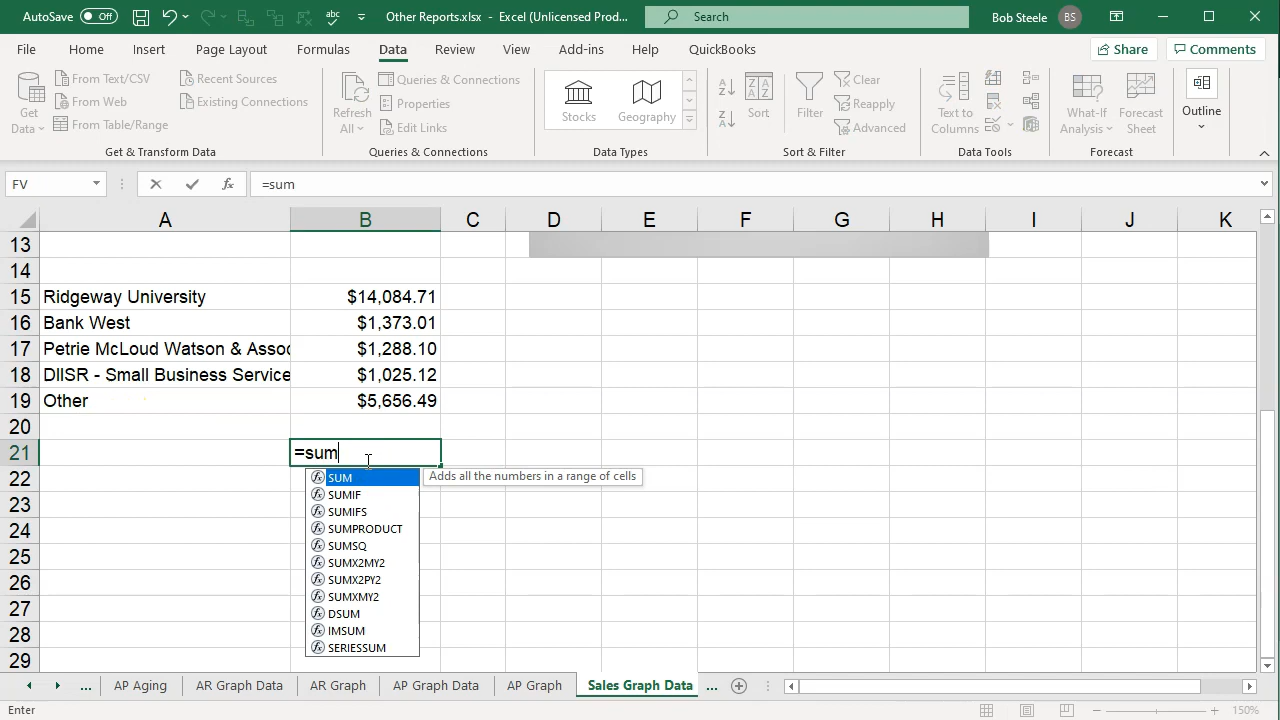 AutoSave Off Other Reports.xlsx - Excel (Unlicensed Prod... Search Bob Steele BS
File Home Insert Page Layout Formulas Data Review View Add-ins Help QuickBooks Share Comments
Get Data
From Text/CSV
From Web
From Table/Range
Recent Sources
Existing Connections
Get & Transform Data
Refresh All
Queries & Connections
Properties
Edit Links
Queries & Connections
Stocks Geography
Data Types
Sort
Filter
Clear
Reapply
Advanced
Sort & Filter
Text to Columns
Data Tools
What-If Analysis
Forecast Sheet
Forecast
Outline
FV =sum
A B C D E F G H I J K
13
14
15 Ridgeway University $14,084.71
16 Bank West $1,373.01
17 Petrie McLoud Watson & Assoc $1,288.10
18 DIISR - Small Business Service $1,025.12
19 Other $5,656.49
20
21 =sum
22 SUM Adds all the numbers in a range of cells
SUMIF
23 SUMIFS
24 SUMPRODUCT
SUMSQ
25 SUMX2MY2
26 SUMX2PY2
SUMXMY2
27 DSUM
28 IMSUM
SERIESSUM
29
... AP Aging AR Graph Data AR Graph AP Graph Data AP Graph Sales Graph Data ...
Enter 150%